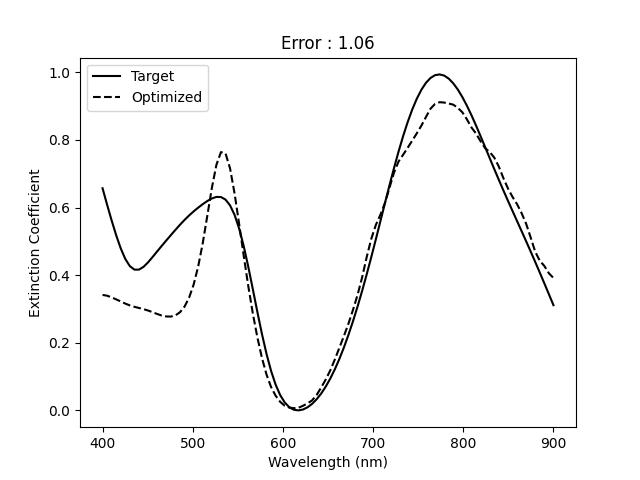 Error : 1.06
Target
Optimized
Extinction Coefficient
1.0
0.8
0.6
0.4
0.2
0.0
400 500 600 700 800 900
Wavelength (nm)